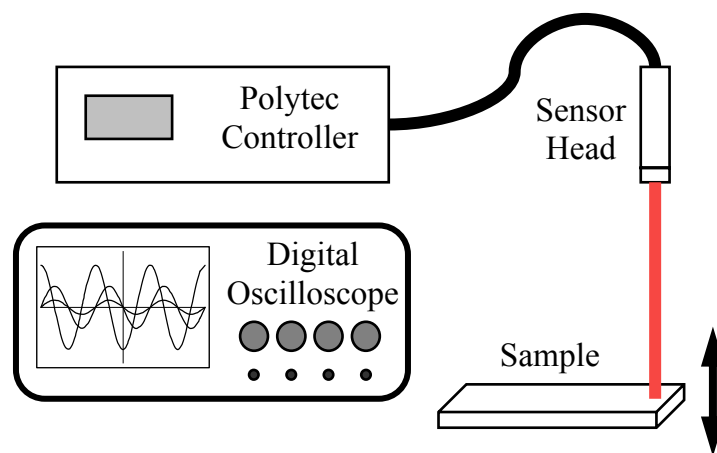 Polytec
Controller
Sensor
Head
Digital
Oscilloscope
Sample